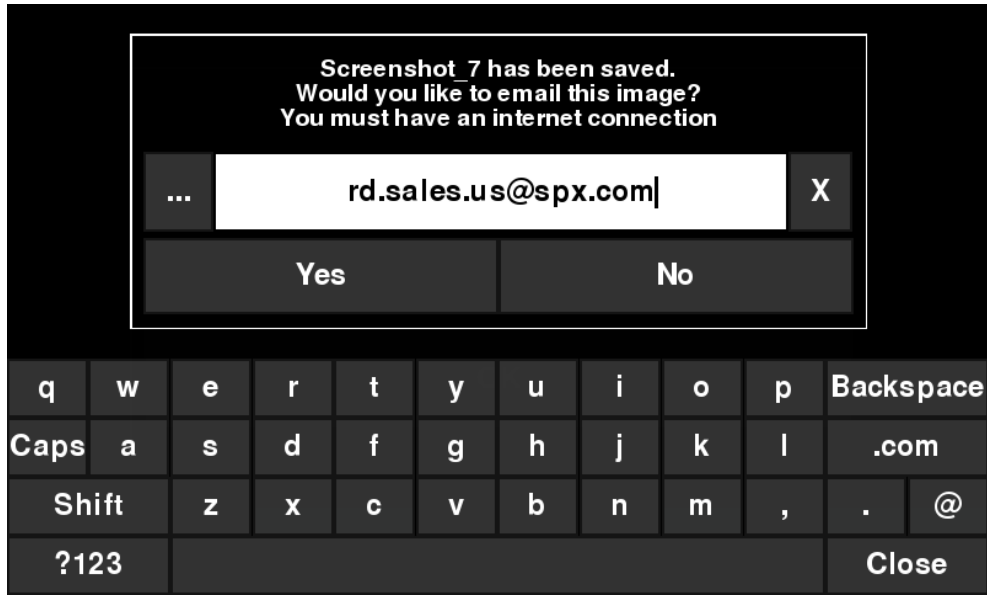 Screenshot_7 has been saved.
Would you like to email this image?
You must have an internet connection
... rd.sales.us@spx.com X
Yes No
q w e r t y u i o p Backspace
Caps a s d f g h j k l .com
Shift z x c v b n m , . @
?123 Close